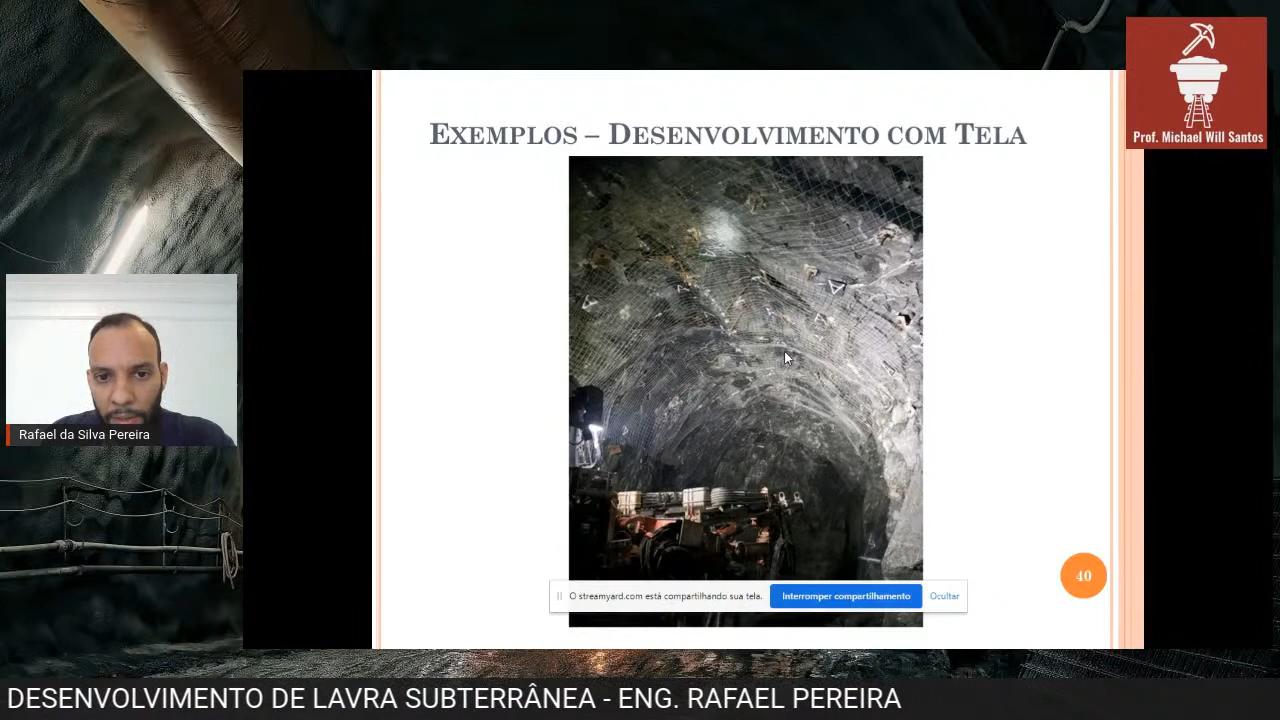 Prof. Michael Will Santos
EXEMPLOS – DESENVOLVIMENTO COM TELA
Rafael da Silva Pereira
40
O streamyard.com está compartilhando sua tela.
Interromper compartilhamento
Ocultar
DESENVOLVIMENTO DE LAVRA SUBTERRÂNEA - ENG. RAFAEL PEREIRA